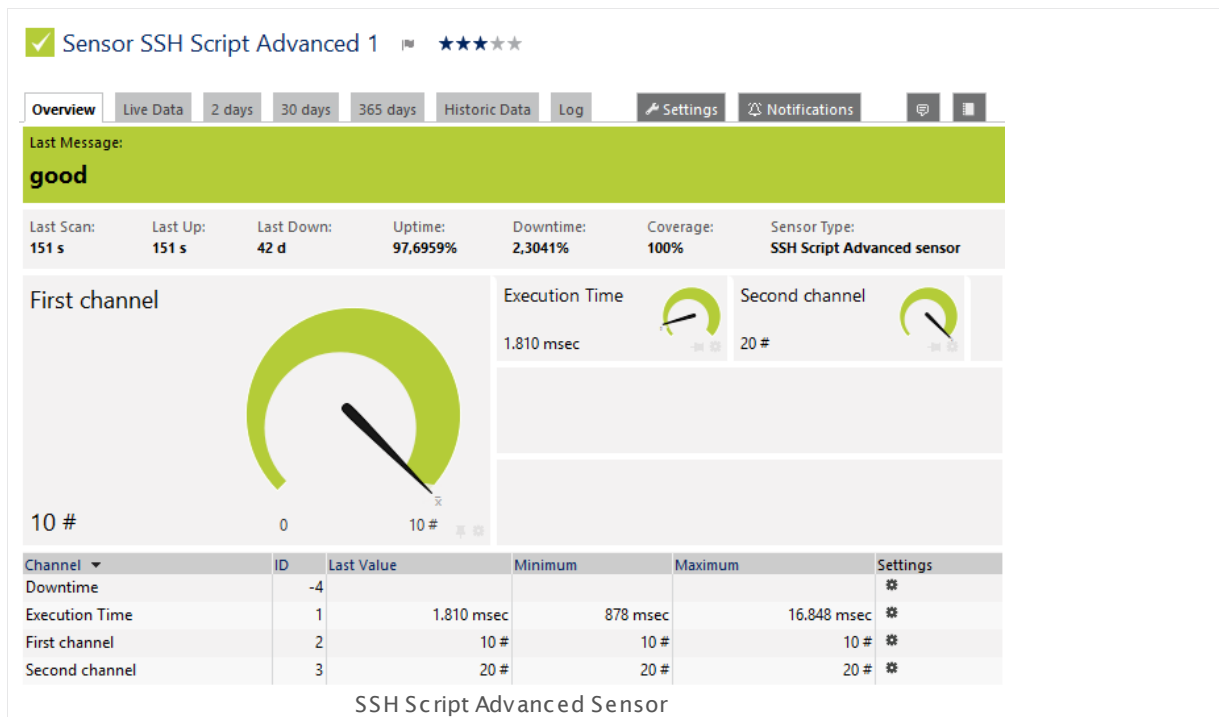 Sensor SSH Script Advanced 1
Overview Live Data 2 days 30 days 365 days Historic Data Log Settings Notifications
Last Message:
good
Last Scan: Last Up: Last Down: Uptime: Downtime: Coverage: Sensor Type:
151 s 151 s 42 d 97,6959% 2,3041% 100% SSH Script Advanced sensor
First channel
10 #
0 10 #
x
Execution Time
1.810 msec
Second channel
20 #
Channel ID Last Value Minimum Maximum Settings
Downtime -4
Execution Time 1 1.810 msec 878 msec 16.848 msec
First channel 2 10 # 10 # 10 #
Second channel 3 20 # 20 # 20 #
SSH Script Advanced Sensor